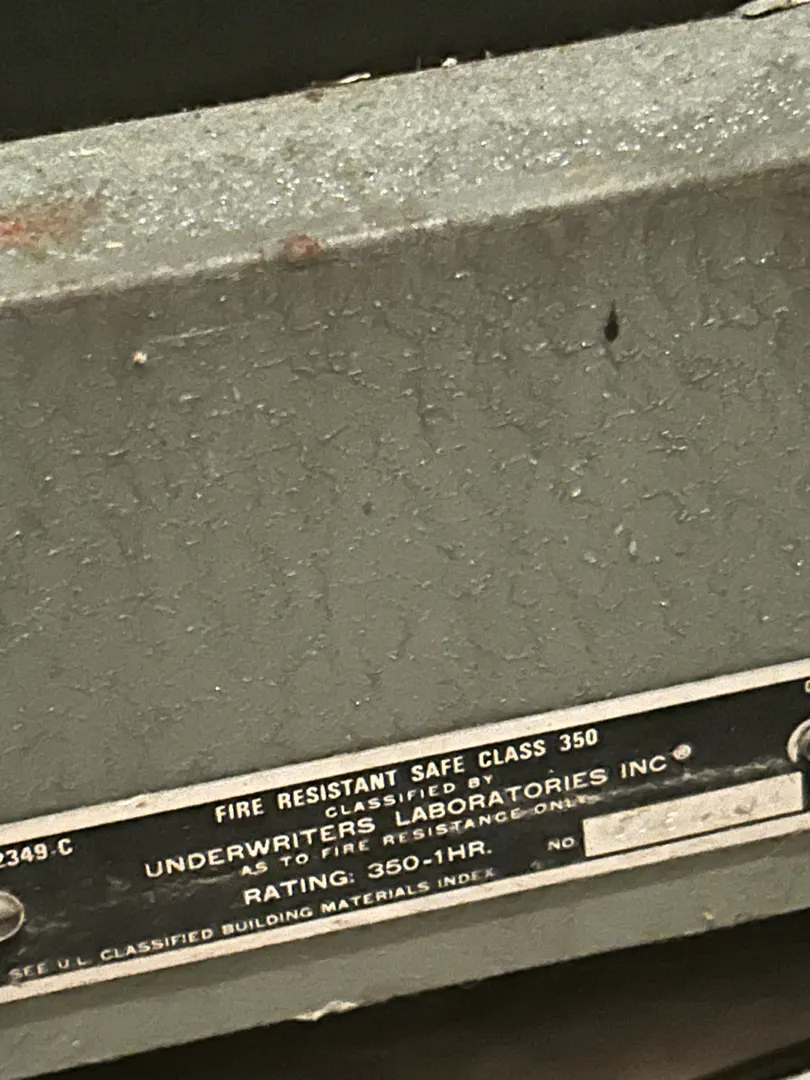 FIRE RESISTANT SAFE CLASS 350
CLASSIFIED BY
UNDERWRITERS LABORATORIES INC®
AS TO FIRE RESISTANCE ONLY
2349-C
RATING: 350-1HR.
NO
SEE U L CLASSIFIED BUILDING MATERIALS INDEX